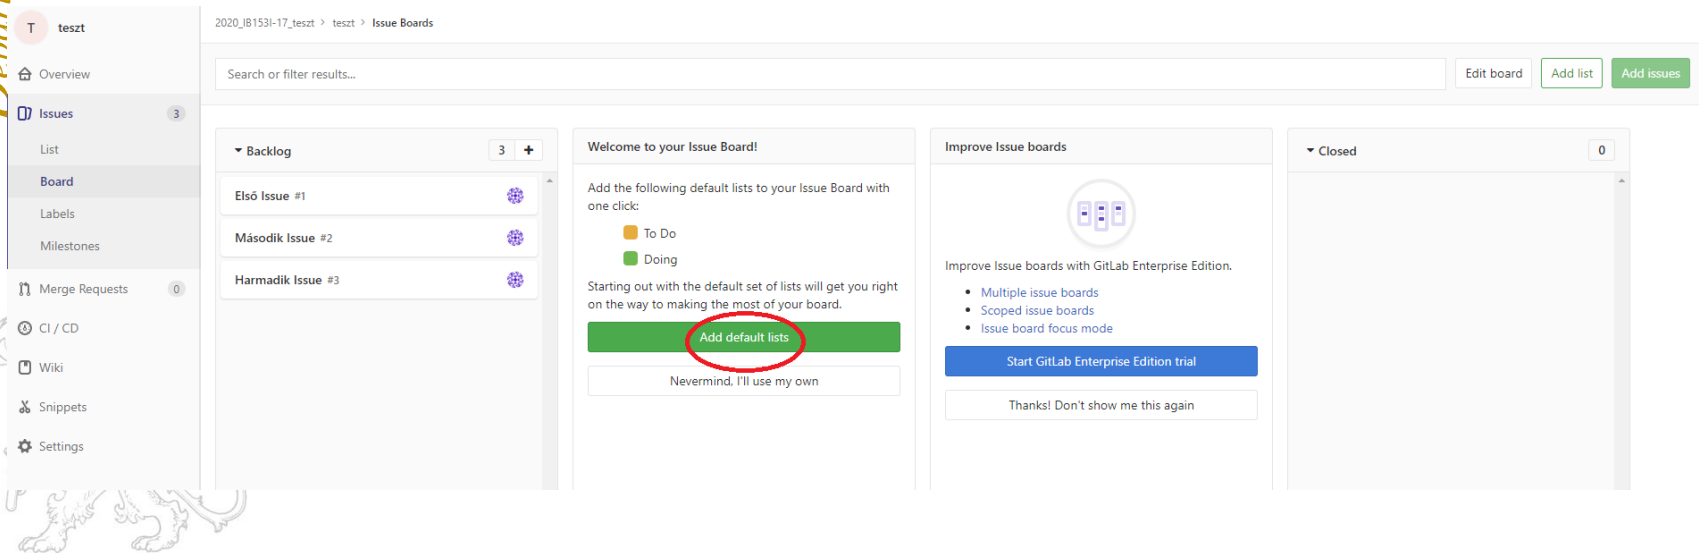 T teszt
Overview
Issues 3
List
Board
Labels
Milestones
Merge Requests 0
CI / CD
Wiki
Snippets
Settings
2020_IB153I-17_teszt > teszt > Issue Boards
Search or filter results...
Edit board
Add list
Add issues
Backlog 3 +
Első Issue #1
Második Issue #2
Harmadik Issue #3
Welcome to your Issue Board!
Add the following default lists to your Issue Board with
one click:
To Do
Doing
Starting out with the default set of lists will get you right
on the way to making the most of your board.
Add default lists
Nevermind, I'll use my own
Improve Issue boards
Improve Issue boards with GitLab Enterprise Edition.
• Multiple issue boards
• Scoped issue boards
• Issue board focus mode
Start GitLab Enterprise Edition trial
Thanks! Don't show me this again
Closed 0